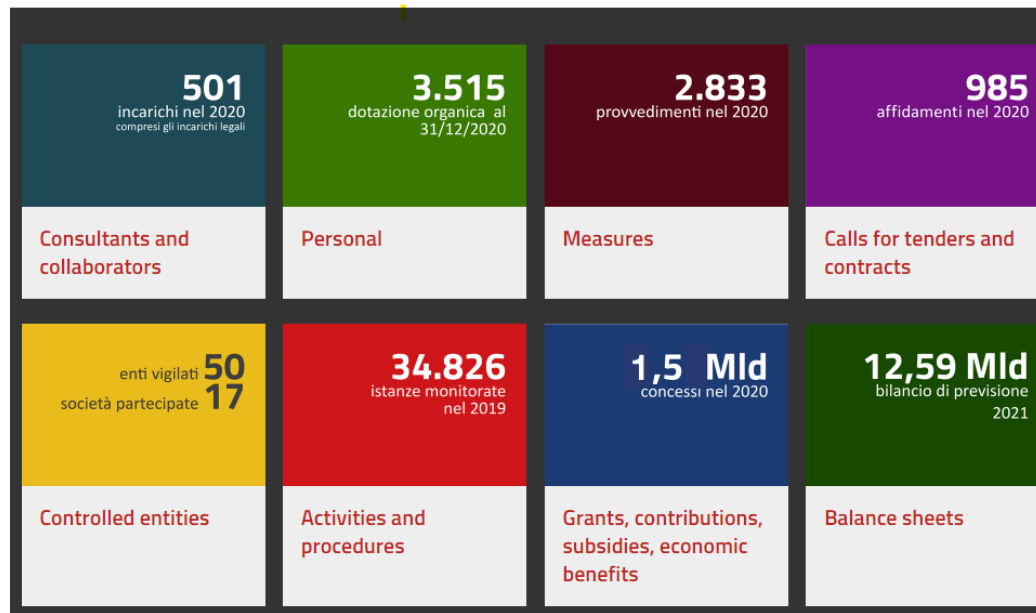 501
incarichi nel 2020
compresi gli incarichi legali
Consultants and
collaborators
3.515
dotazione organica al
31/12/2020
Personal
2.833
provvedimenti nel 2020
Measures
985
affidamenti nel 2020
Calls for tenders and
contracts
enti vigilati 50
società partecipate 17
Controlled entities
34.826
istanze monitorate
nel 2019
Activities and
procedures
1,5 Mld
concessi nel 2020
Grants, contributions,
subsidies, economic
benefits
12,59 Mld
bilancio di previsione
2021
Balance sheets